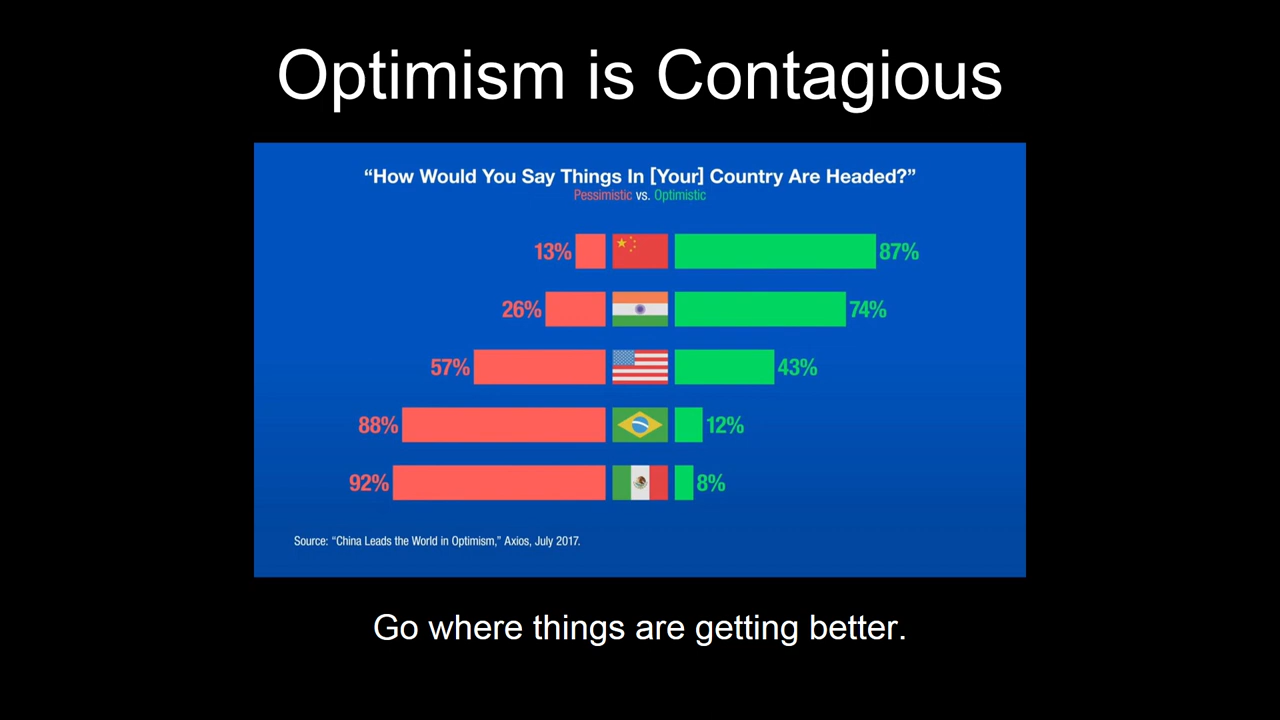 Optimism is Contagious
“How Would You Say Things In [Your] Country Are Headed?”
Pessimistic vs. Optimistic
13% 87%
26% 74%
57% 43%
88% 12%
92% 8%
Source: “China Leads the World in Optimism,” Axios, July 2017.
Go where things are getting better.